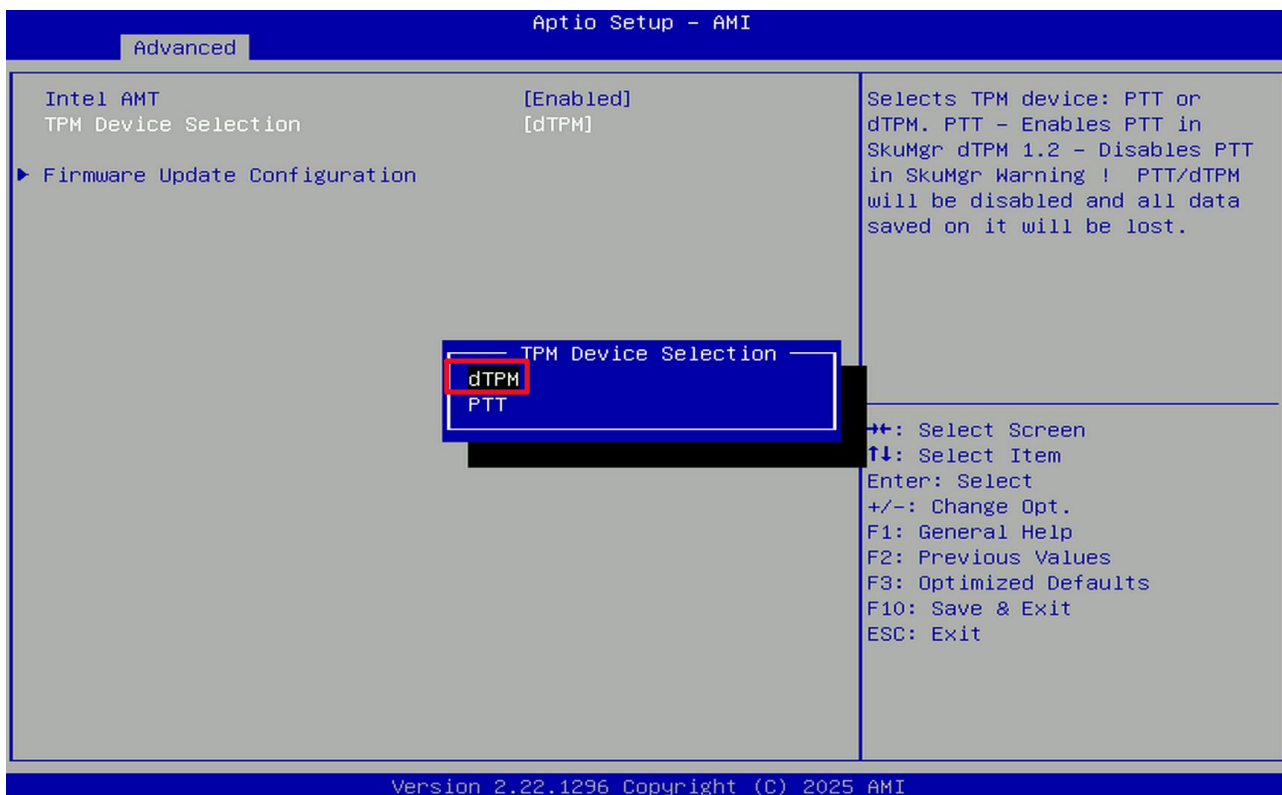 Aptio Setup – AMI
Advanced
Intel AMT [Enabled]
TPM Device Selection [dTPM]
▶ Firmware Update Configuration
Selects TPM device: PTT or
dTPM. PTT – Enables PTT in
SkuMgr dTPM 1.2 – Disables PTT
in SkuMgr Warning ! PTT/dTPM
will be disabled and all data
saved on it will be lost.
TPM Device Selection
dTPM
PTT
→←: Select Screen
↑↓: Select Item
Enter: Select
+/-: Change Opt.
F1: General Help
F2: Previous Values
F3: Optimized Defaults
F10: Save & Exit
ESC: Exit
Version 2.22.1296 Copyright (C) 2025 AMI